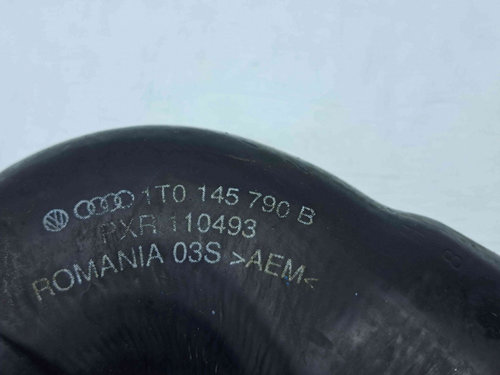 1T0 145 790 B
PXR 110493
ROMANIA 03S >AEM<